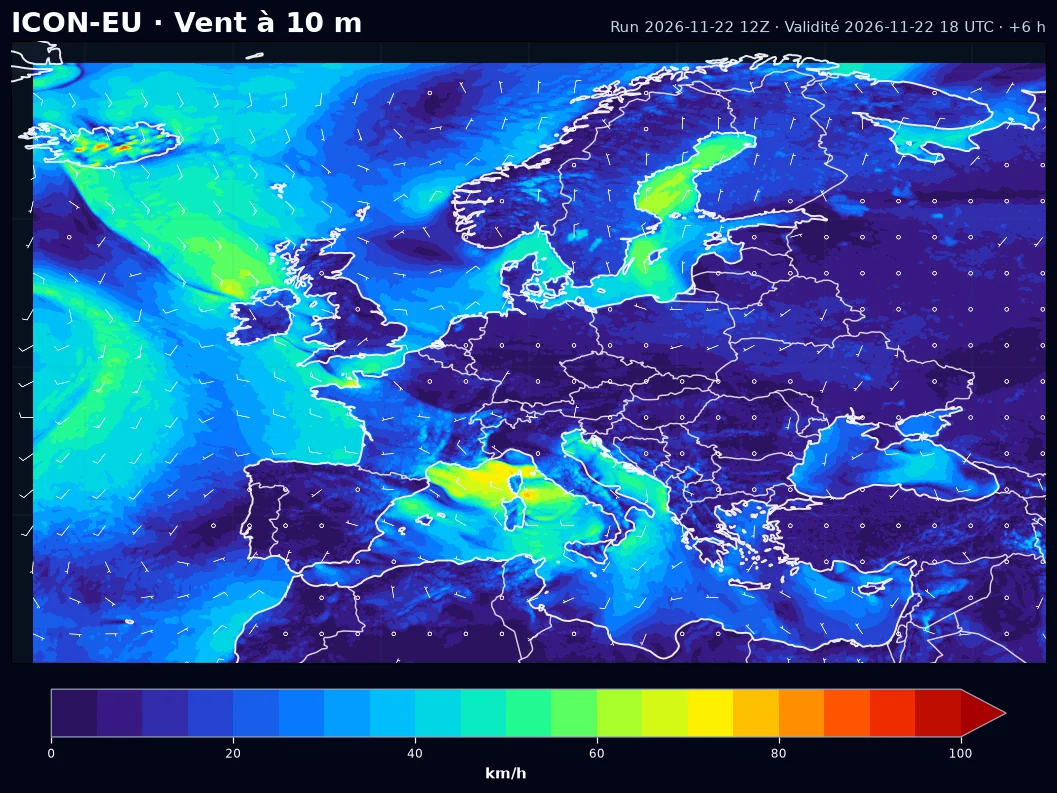 ICON-EU · Vent à 10 m
Run 2026-11-22 12Z · Validité 2026-11-22 18 UTC · +6 h
0 20 40 60 80 100
km/h